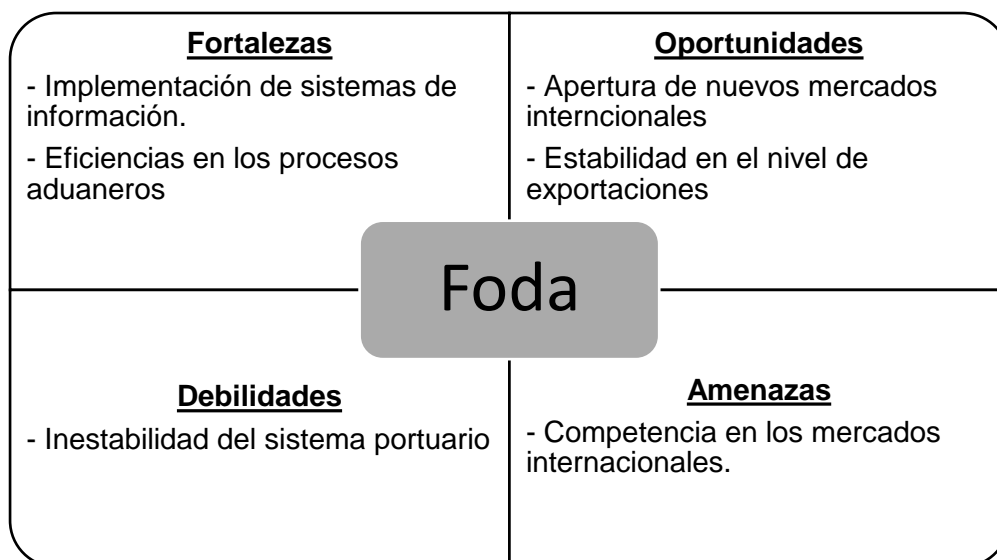 Fortalezas
- Implementación de sistemas de
información.
- Eficiencias en los procesos
aduaneros
Oportunidades
- Apertura de nuevos mercados
interncionales
- Estabilidad en el nivel de
exportaciones
Foda
Debilidades
- Inestabilidad del sistema portuario
Amenazas
- Competencia en los mercados
internacionales.